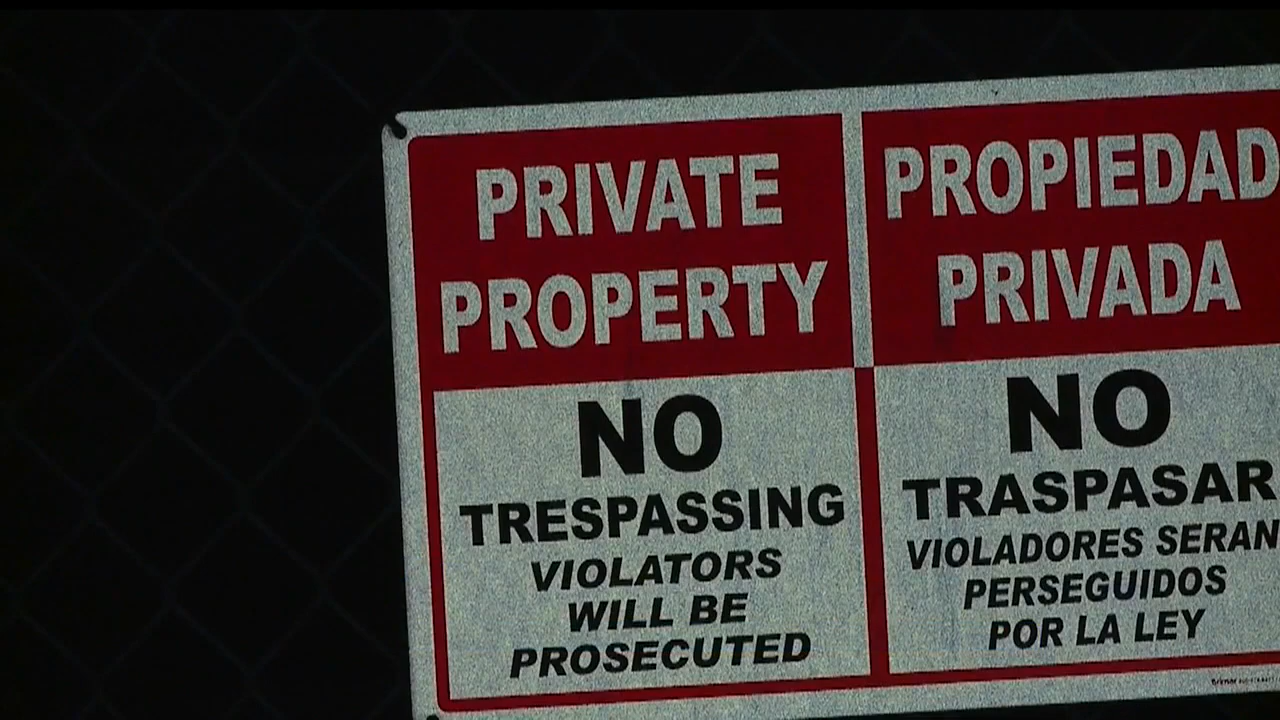 PRIVATE
PROPERTY
NO
TRESPASSING
VIOLATORS
WILL BE
PROSECUTED
PROPIEDAD
PRIVADA
NO
TRASPASAR
VIOLADORES SERAN
PERSEGUIDOS
POR LA LEY